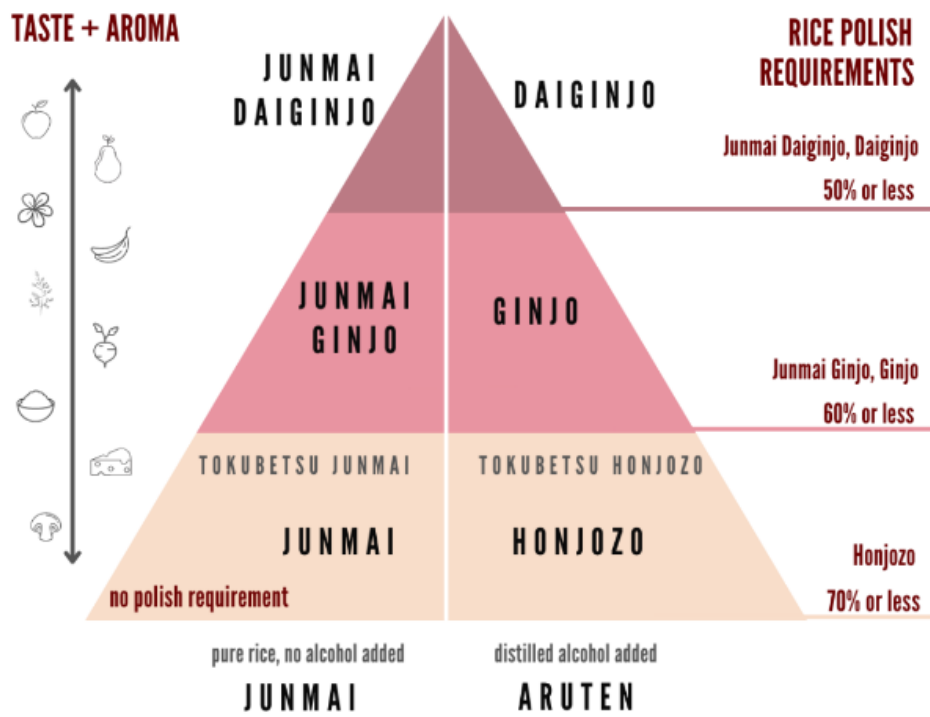 TASTE + AROMA
RICE POLISH
REQUIREMENTS
JUNMAI
DAIGINJO
DAIGINJO
Junmai Daiginjo, Daiginjo
50% or less
JUNMAI
GINJO
GINJO
Junmai Ginjo, Ginjo
60% or less
TOKUBETSU JUNMAI
TOKUBETSU HONJOZO
JUNMAI
HONJOZO
Honjozo
70% or less
no polish requirement
pure rice, no alcohol added
distilled alcohol added
JUNMAI
ARUTEN